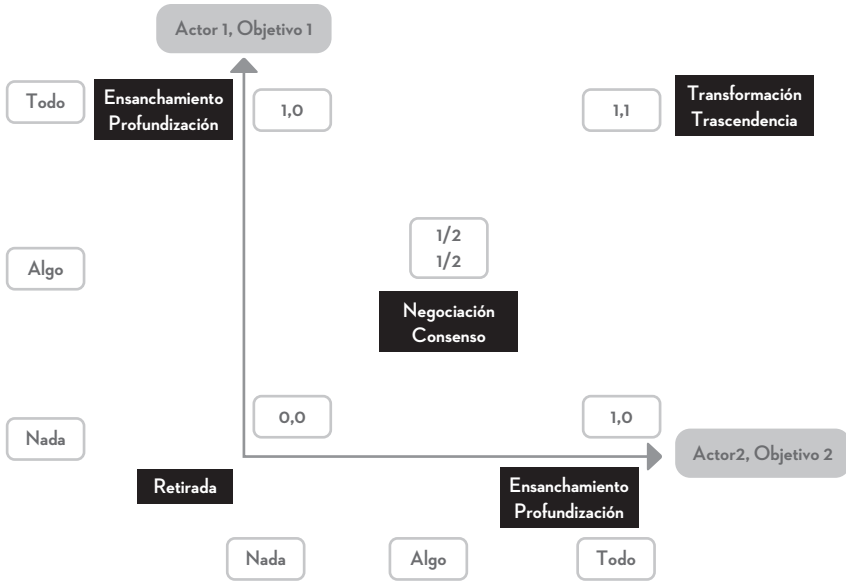 Actor 1, Objetivo 1
Todo
Ensanchamiento
Profundización
1,0
1,1
Transformación
Trascendencia
Algo
1/2
1/2
Negociación
Consenso
Nada
0,0
1,0
Actor2, Objetivo 2
Retirada
Ensanchamiento
Profundización
Nada
Algo
Todo